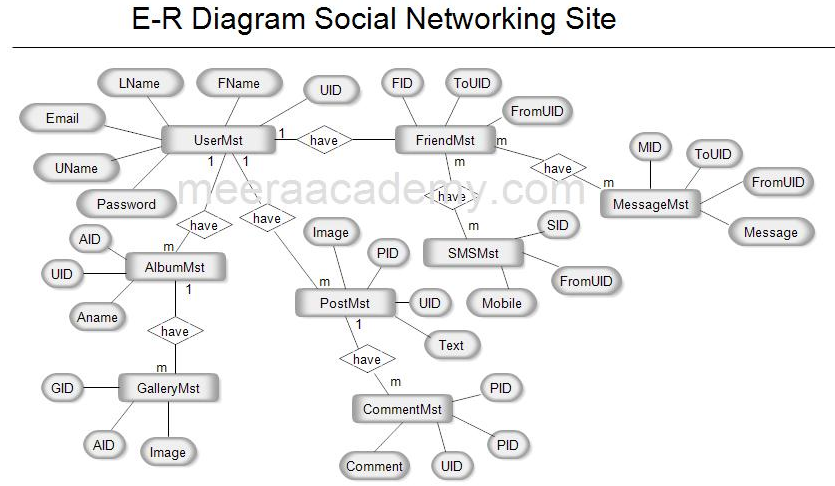 E-R Diagram Social Networking Site
LName
FName
UID
FID
ToUID
Email
FromUID
UserMst
1
have
FriendMst
m
MID
ToUID
UName
1
1
m
have
m
FromUID
Password
meeraacademy.com
have
MessageMst
have
have
Image
m
SID
Message
AID
m
AlbumMst
PID
SMSMst
UID
1
m
FromUID
Aname
PostMst
UID
Mobile
have
1
Text
m
have
GID
GalleryMst
m
PID
CommentMst
AID
Image
PID
Comment
UID